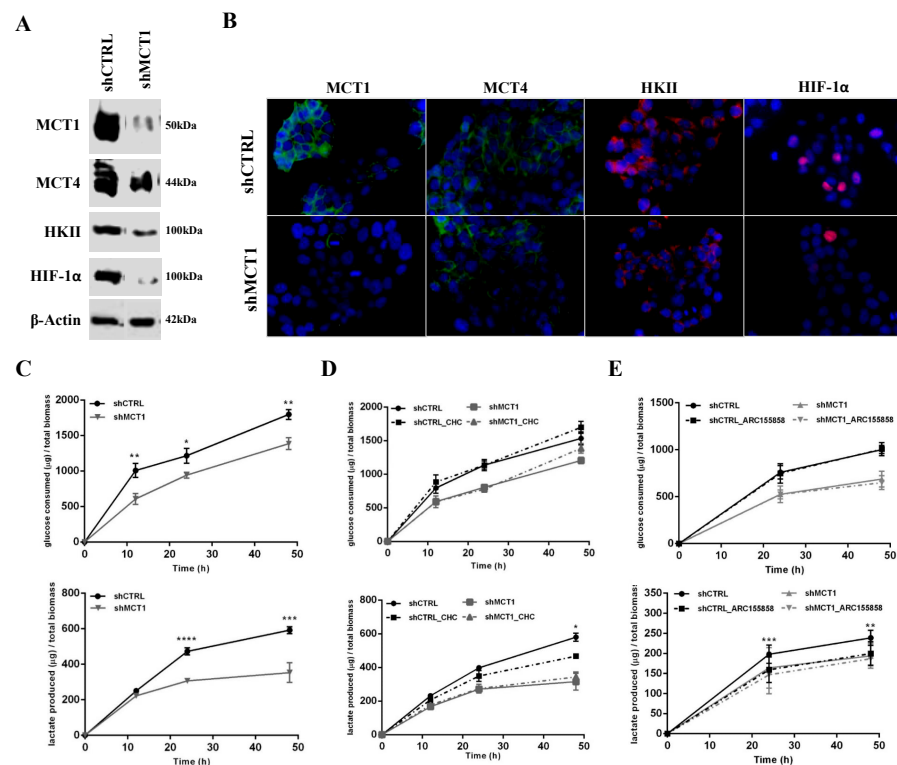 A
B
shCTRL
shMCT1
MCT1
50kDa
MCT4
44kDa
HKII
100kDa
HIF-1α
100kDa
β-Actin
42kDa
MCT1 MCT4 HKII HIF-1α
shCTRL
shMCT1
C
D
E
shCTRL
shMCT1
glucose consumed (µg) / total biomass
2000
1500
1000
500
0
** * **
0 10 20 30 40 50
Time (h)
shCTRL shMCT1
shCTRL_CHC shMCT1_CHC
glucose consumed (µg) / total biomass
2000
1500
1000
500
0
0 10 20 30 40 50
Time (h)
shCTRL shMCT1
shCTRL_ARC155858 shMCT1_ARC155858
glucose consumed (µg) / total biomass
1500
1000
500
0
0 10 20 30 40 50
Time (h)
shCTRL
shMCT1
lactate produced (µg) / total biomass
800
600
400
200
0
**** ***
0 10 20 30 40 50
Time (h)
shCTRL shMCT1
shCTRL_CHC shMCT1_CHC
lactate produced (µg) / total biomass
800
600
400
200
0
*
0 10 20 30 40 50
Time (h)
shCTRL shMCT1
shCTRL_ARC155858 shMCT1_ARC155858
lactate produced (µg) / total biomass
350
300
250
200
150
100
50
0
*** **
0 10 20 30 40 50
Time (h)